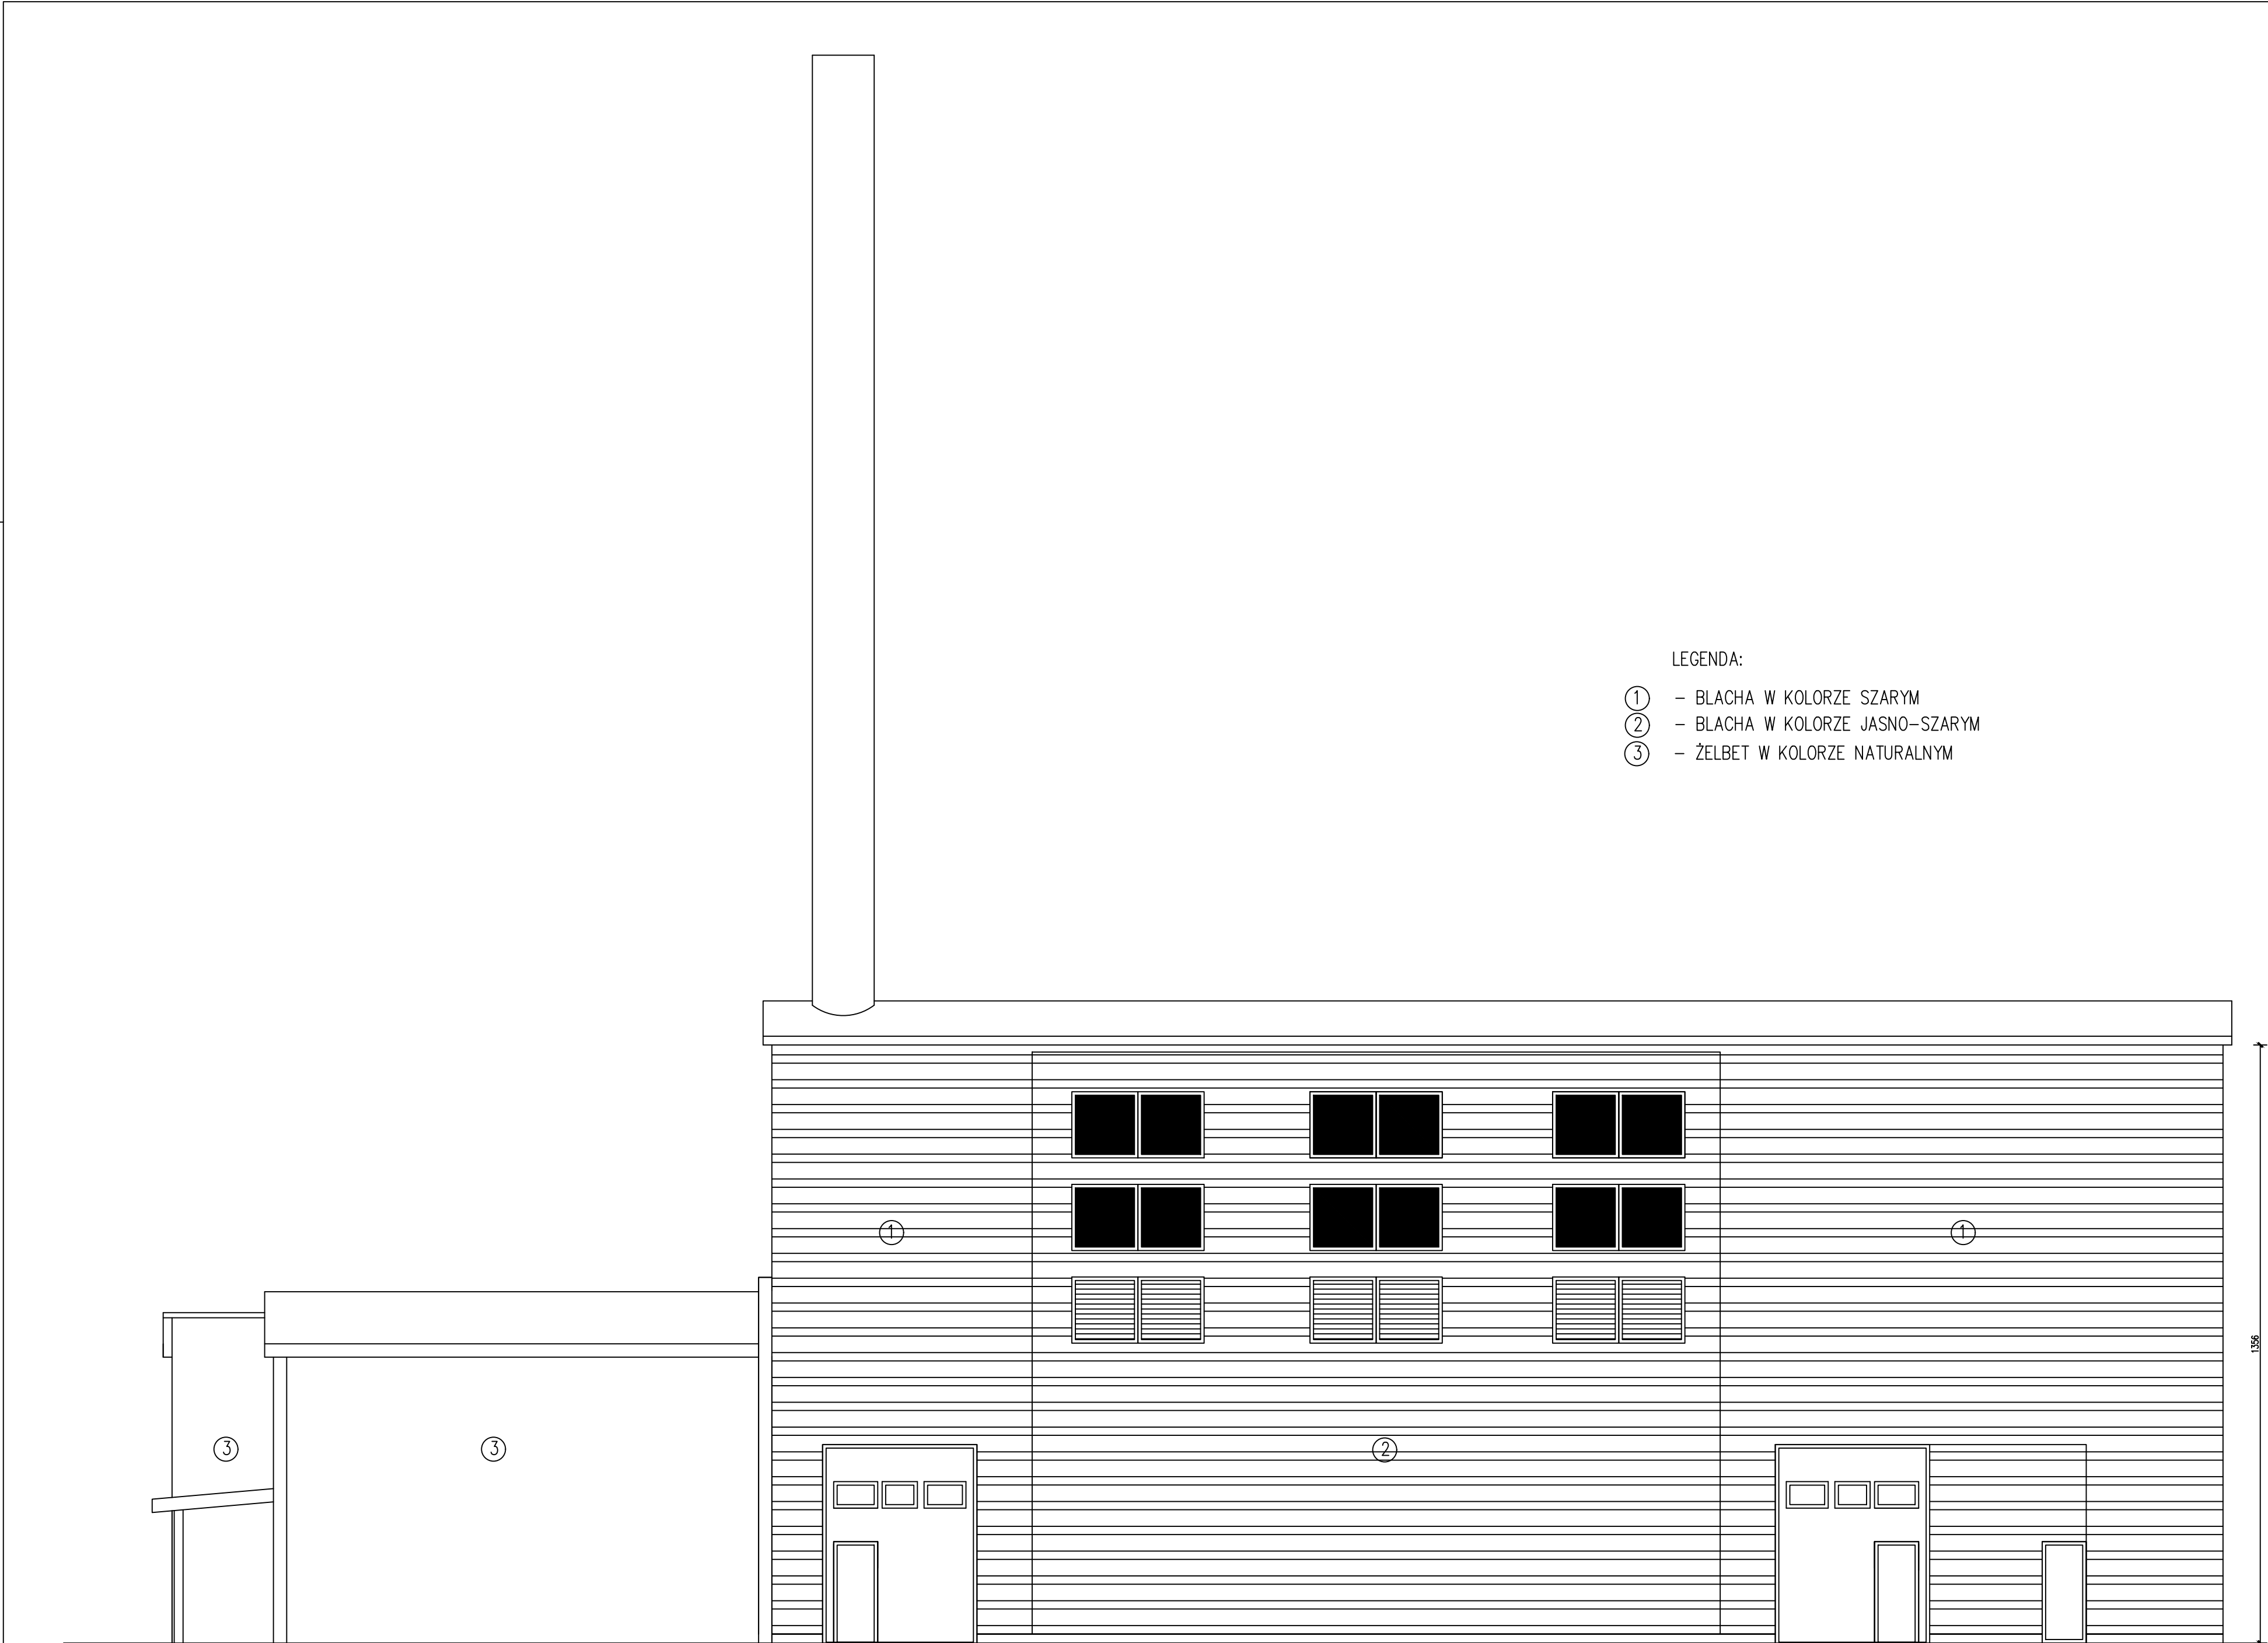 LEGENDA:
1 – BLACHA W KOLORZE SZARYM
2 – BLACHA W KOLORZE JASNO–SZARYM
3 – ŻELBET W KOLORZE NATURALNYM
1
1
1356
3
3
2